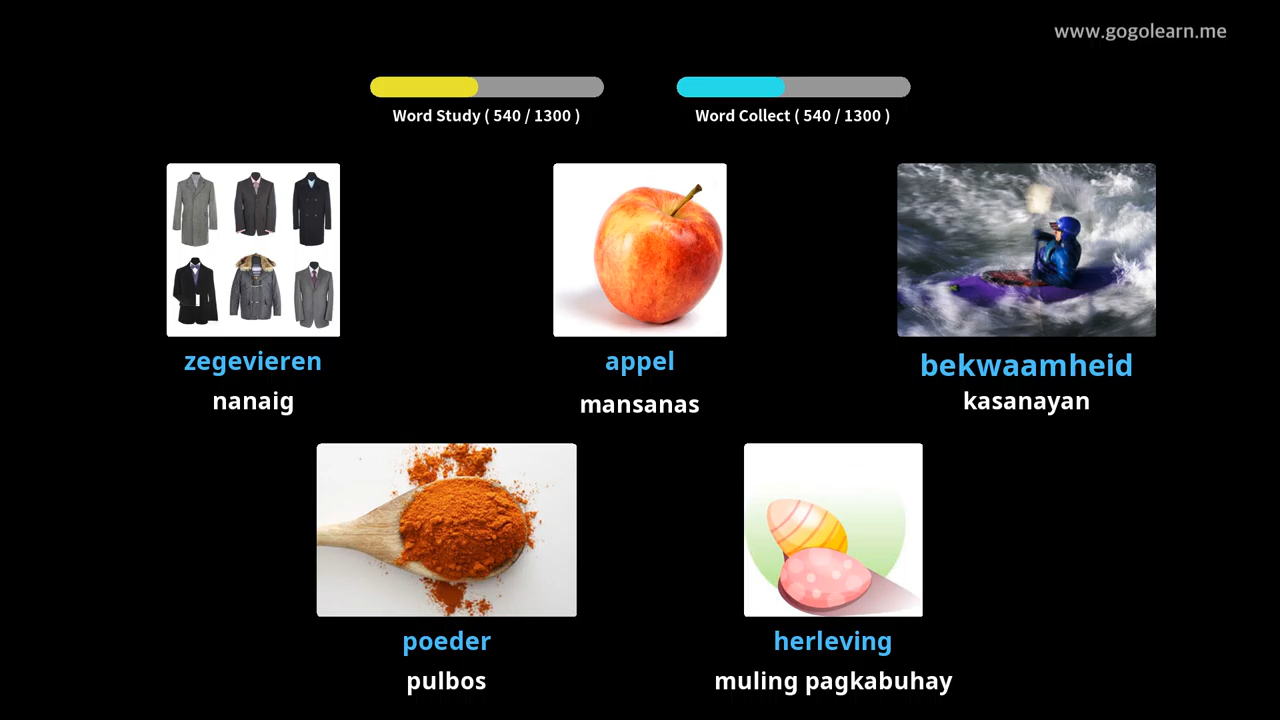 www.gogolearn.me
Word Study ( 540 / 1300 )
Word Collect ( 540 / 1300 )
zegevieren
appel
bekwaamheid
nanaig
mansanas
kasanayan
poeder
herleving
pulbos
muling pagkabuhay